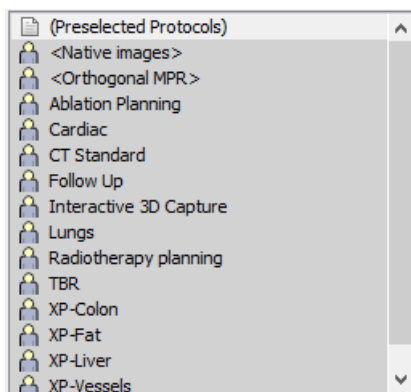 (Preselected Protocols)
<Native images>
<Orthogonal MPR>
Ablation Planning
Cardiac
CT Standard
Follow Up
Interactive 3D Capture
Lungs
Radiotherapy planning
TBR
XP-Colon
XP-Fat
XP-Liver
XP-Vessels